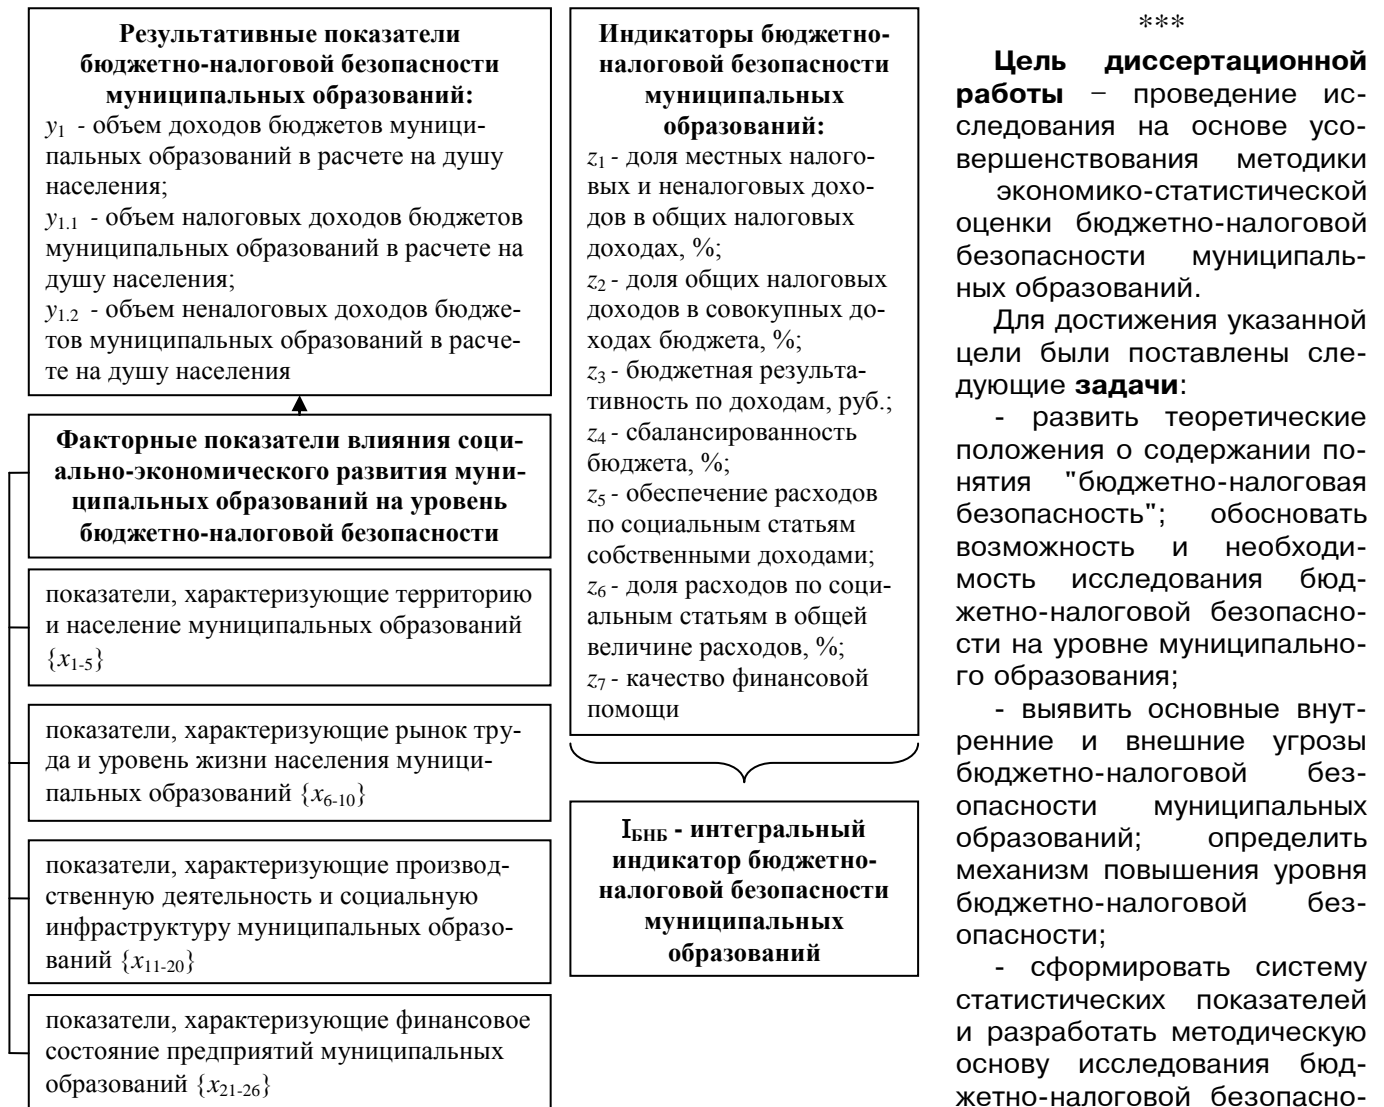 Результативные показатели
бюджетно-налоговой безопасности
муниципальных образований:
y1 - объем доходов бюджетов муници-
пальных образований в расчете на душу
населения;
y1.1 - объем налоговых доходов бюджетов
муниципальных образований в расчете на
душу населения;
y1.2 - объем неналоговых доходов бюдже-
тов муниципальных образований в расче-
те на душу населения
Факторные показатели влияния соци-
ально-экономического развития муни-
ципальных образований на уровень
бюджетно-налоговой безопасности
показатели, характеризующие территорию
и население муниципальных образований
{x1-5}
показатели, характеризующие рынок тру-
да и уровень жизни населения муници-
пальных образований {x6-10}
показатели, характеризующие производ-
ственную деятельность и социальную
инфраструктуру муниципальных образо-
ваний {x11-20}
показатели, характеризующие финансовое
состояние предприятий муниципальных
образований {x21-26}
Индикаторы бюджетно-
налоговой безопасности
муниципальных
образований:
z1 - доля местных налого-
вых и неналоговых дохо-
дов в общих налоговых
доходах, %;
z2 - доля общих налоговых
доходов в совокупных до-
ходах бюджета, %;
z3 - бюджетная результа-
тивность по доходам, руб.;
z4 - сбалансированность
бюджета, %;
z5 - обеспечение расходов
по социальным статьям
собственными доходами;
z6 - доля расходов по соци-
альным статьям в общей
величине расходов, %;
z7 - качество финансовой
помощи
IБНБ - интегральный
индикатор бюджетно-
налоговой безопасности
муниципальных
образований
***
Цель диссертационной
работы – проведение ис-
следования на основе усо-
вершенствования методики
экономико-статистической
оценки бюджетно-налоговой
безопасности муниципаль-
ных образований.
Для достижения указанной
цели были поставлены сле-
дующие задачи:
- развить теоретические
положения о содержании по-
нятия "бюджетно-налоговая
безопасность"; обосновать
возможность и необходи-
мость исследования бюд-
жетно-налоговой безопасно-
сти на уровне муниципально-
го образования;
- выявить основные внут-
ренние и внешние угрозы
бюджетно-налоговой без-
опасности муниципальных
образований; определить
механизм повышения уровня
бюджетно-налоговой без-
опасности;
- сформировать систему
статистических показателей
и разработать методическую
основу исследования бюд-
жетно-налоговой безопасно-